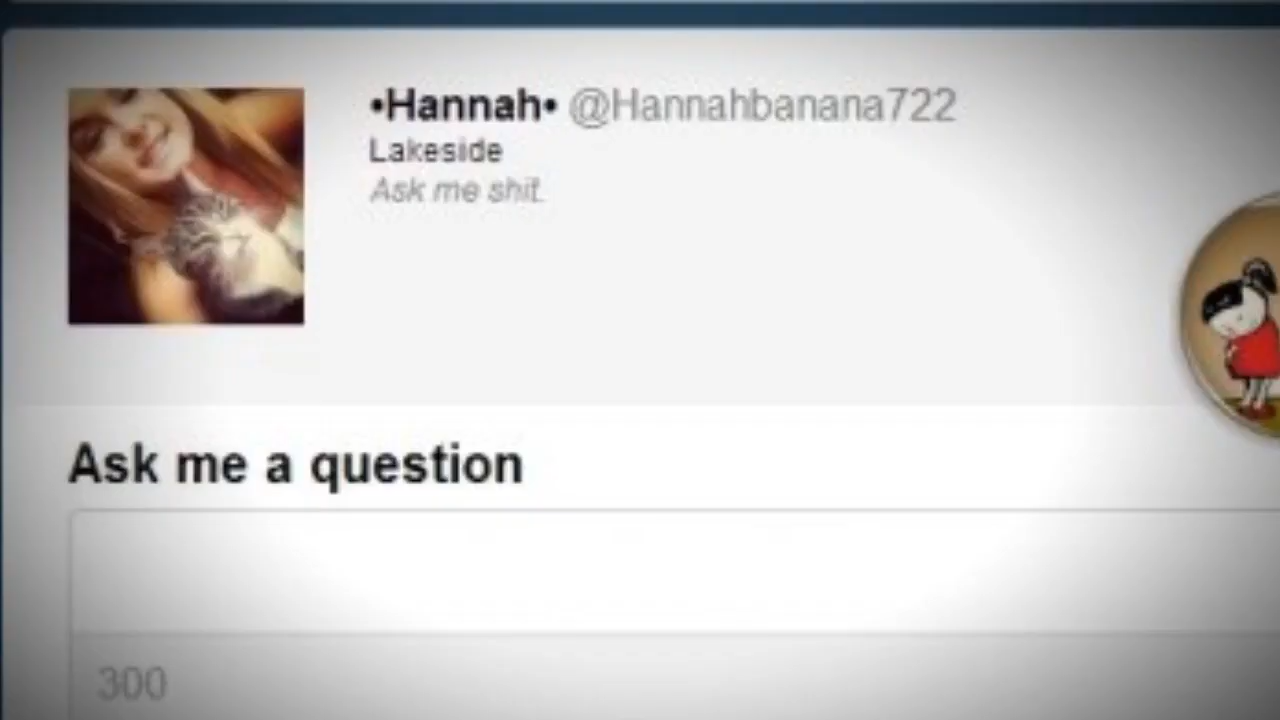 •Hannah• @Hannahbanana722
Lakeside
Ask me shit.
Ask me a question
300